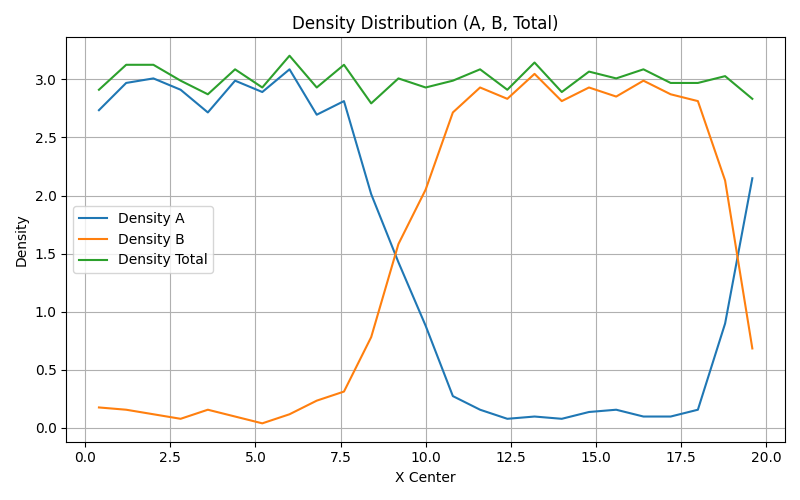 Density Distribution (A, B, Total)
3.0
2.5
2.0
1.5
1.0
0.5
0.0
Density
Density A
Density B
Density Total
0.0 2.5 5.0 7.5 10.0 12.5 15.0 17.5 20.0
X Center